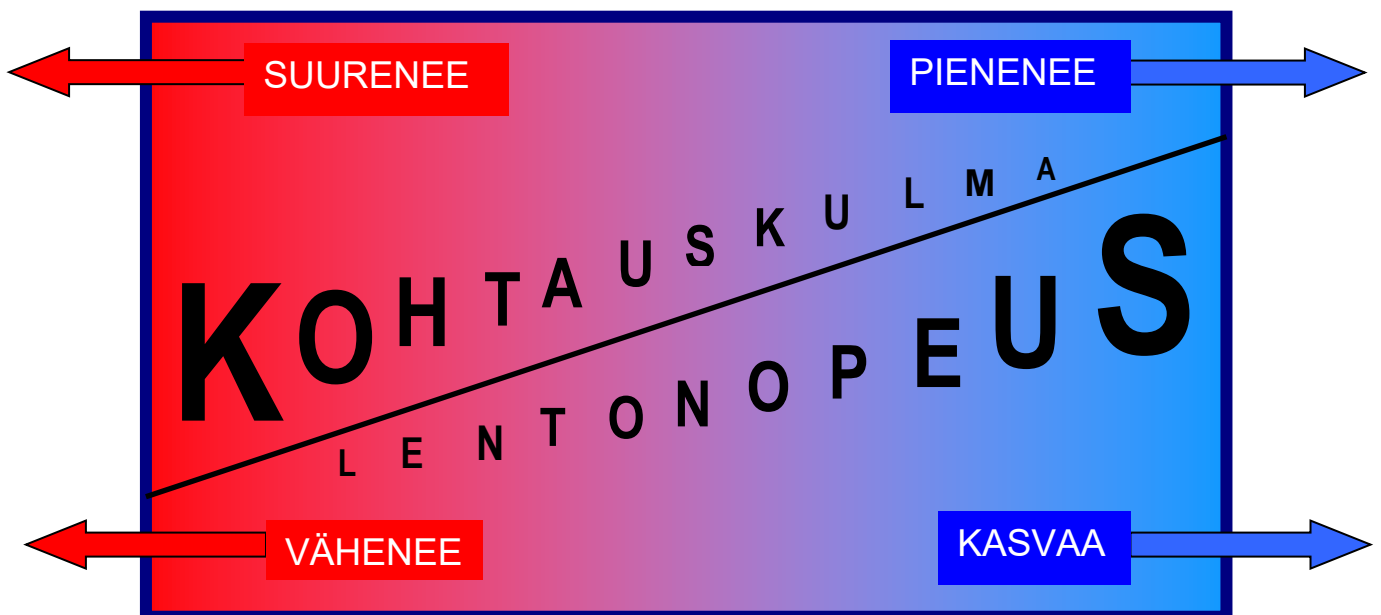 SUURENEE
PIENENEE
KOHTAUSKULMA
LENTONOPEUS
VÄHENEE
KASVAA